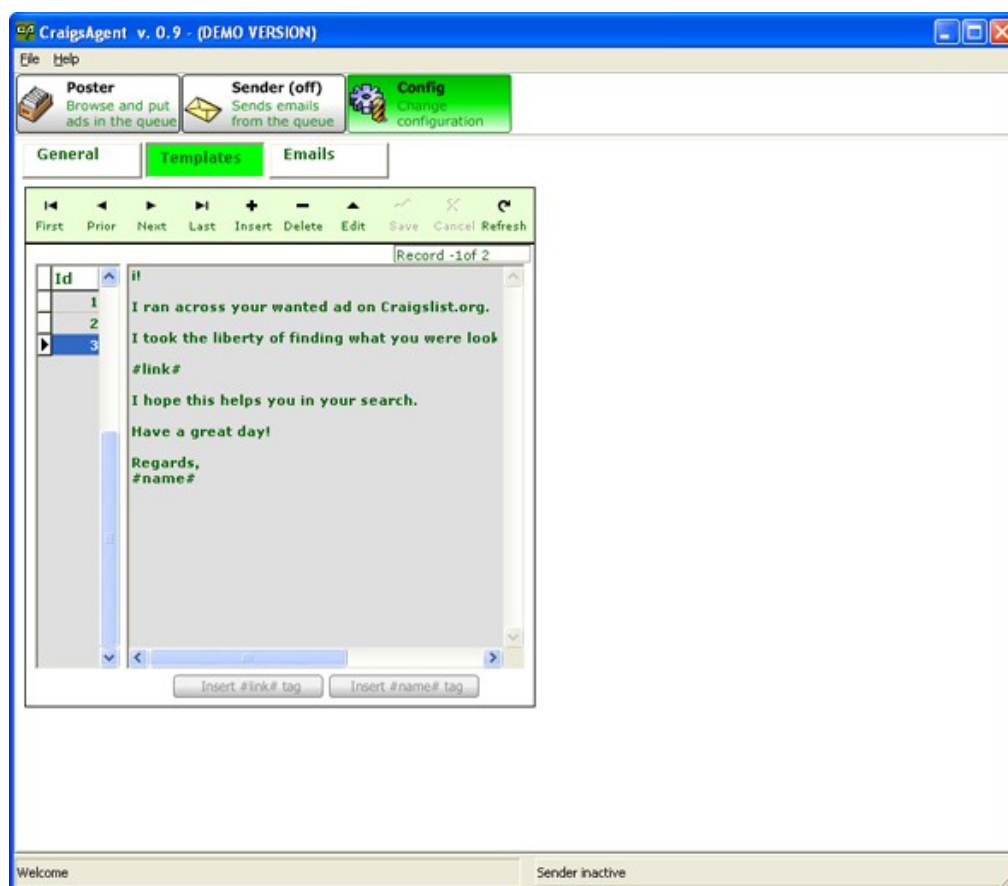 CraigsAgent v. 0.9 - (DEMO VERSION)
File Help
Poster
Browse and put
ads in the queue
Sender (off)
Sends emails
from the queue
Config
Change
configuration
General Templates Emails
First Prior Next Last Insert Delete Edit Save Cancel Refresh
Record -1of 2
Id
1
2
3
i!
I ran across your wanted ad on Craigslist.org.
I took the liberty of finding what you were look
#link#
I hope this helps you in your search.
Have a great day!
Regards,
#name#
Insert #link# tag Insert #name# tag
Welcome Sender inactive